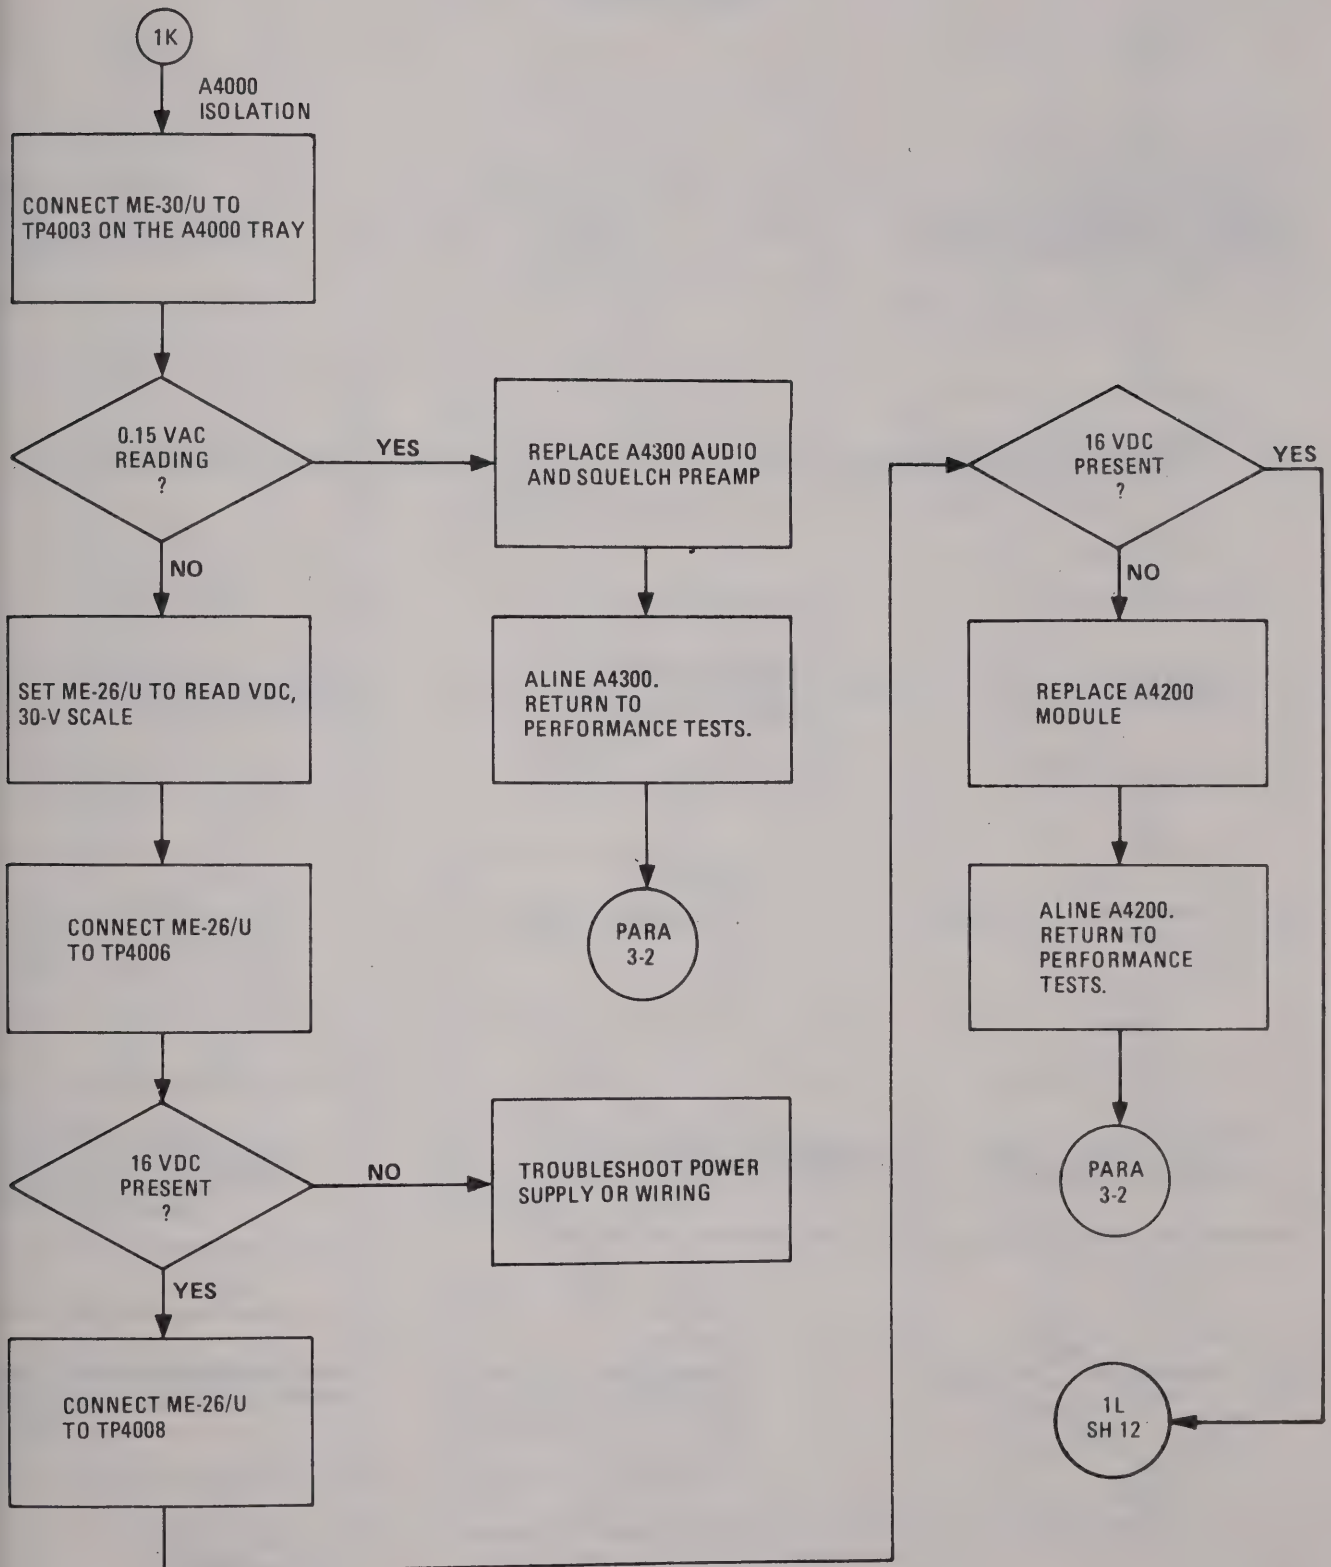 1K
A4000
ISOLATION
CONNECT ME-30/U TO
TP4003 ON THE A4000 TRAY
0.15 VAC
READING
?
YES
NO
REPLACE A4300 AUDIO
AND SQUELCH PREAMP
ALINE A4300.
RETURN TO
PERFORMANCE TESTS.
PARA
3-2
SET ME-26/U TO READ VDC,
30-V SCALE
CONNECT ME-26/U
TO TP4006
16 VDC
PRESENT
?
NO
TROUBLESHOOT POWER
SUPPLY OR WIRING
YES
CONNECT ME-26/U
TO TP4008
16 VDC
PRESENT
?
YES
NO
REPLACE A4200
MODULE
ALINE A4200.
RETURN TO
PERFORMANCE
TESTS.
PARA
3-2
1L
SH 12